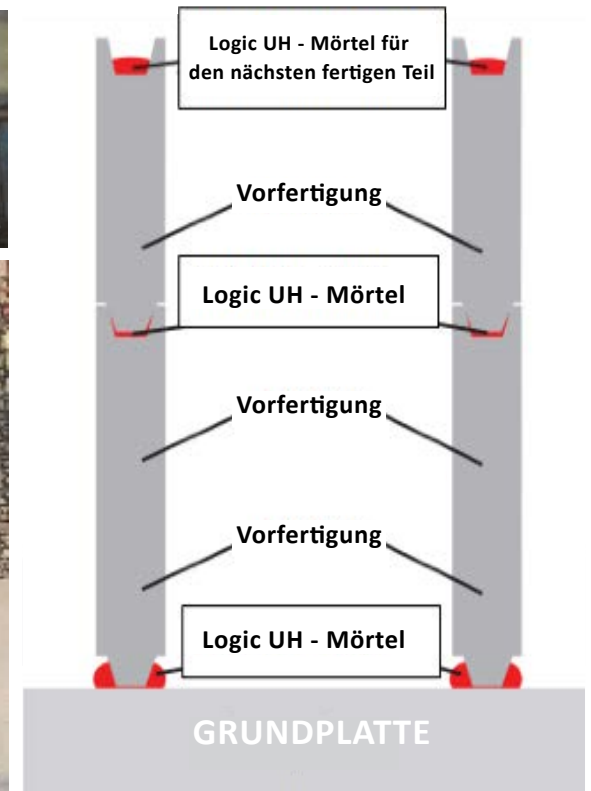 Logic UH - Mörtel für
den nächsten fertigen Teil
Vorfertigung
Logic UH - Mörtel
Vorfertigung
Vorfertigung
Logic UH - Mörtel
GRUNDPLATTE